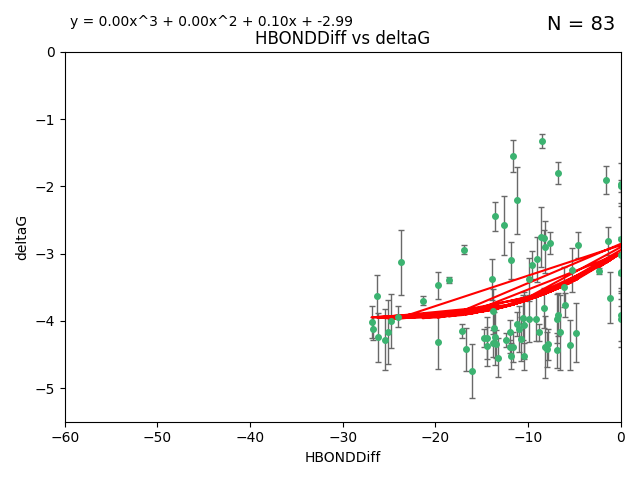 y = 0.00x^3 + 0.00x^2 + 0.10x + -2.99
N = 83
HBONDDiff vs deltaG
0
−1
−2
−3
−4
−5
deltaG
−60
−50
−40
−30
−20
−10
0
HBONDDiff